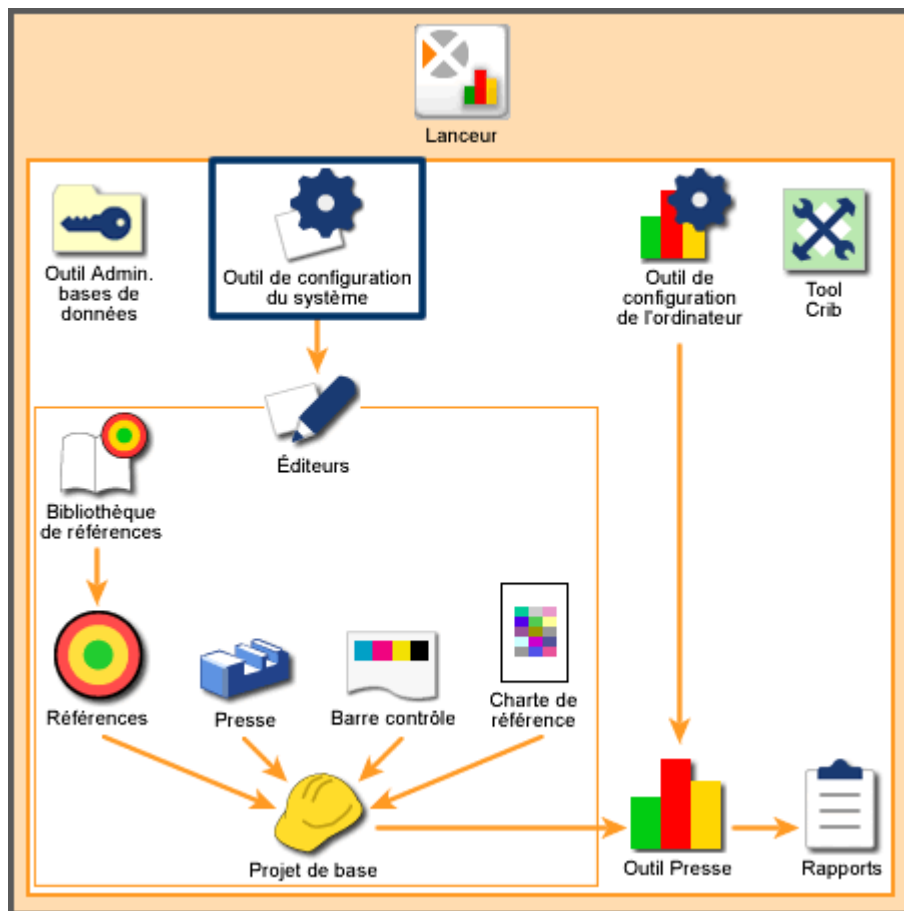 Lanceur
Outil Admin.
bases de
données
Outil de configuration
du système
Outil de
configuration
de l'ordinateur
Tool
Crib
Éditeurs
Bibliothèque
de références
Références
Presse
Barre contrôle
Charte de
référence
Projet de base
Outil Presse
Rapports